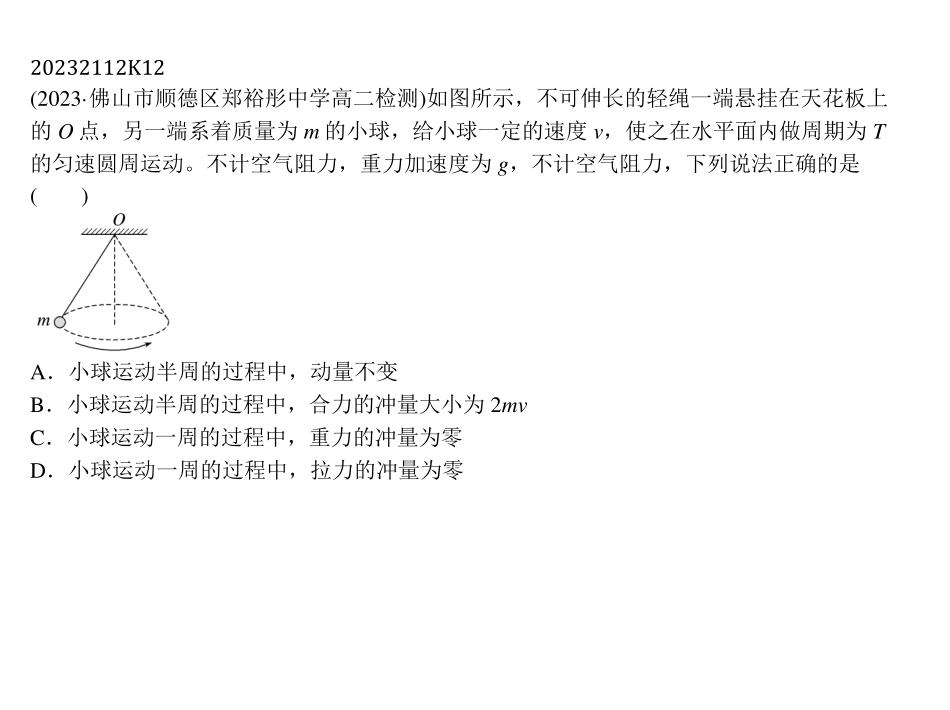 20232112K12
(2023·佛山市顺德区郑裕彤中学高二检测)如图所示，不可伸长的轻绳一端悬挂在天花板上
的 O 点，另一端系着质量为 m 的小球，给小球一定的速度 v，使之在水平面内做周期为 T
的匀速圆周运动。不计空气阻力，重力加速度为 g，不计空气阻力，下列说法正确的是
(　　)
O
m
A．小球运动半周的过程中，动量不变
B．小球运动半周的过程中，合力的冲量大小为 2mv
C．小球运动一周的过程中，重力的冲量为零
D．小球运动一周的过程中，拉力的冲量为零